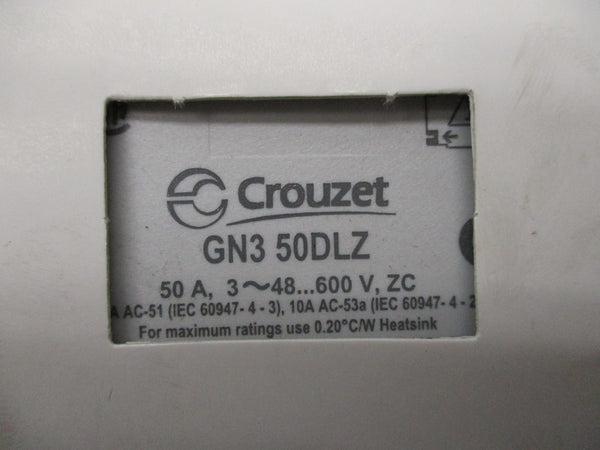 Crouzet
GN3 50DLZ
50 A, 3~48...600 V, ZC
A AC-51 (IEC 60947- 4 - 3), 10A AC-53a (IEC 60947- 4 - 2
For maximum ratings use 0.20°C/W Heatsink